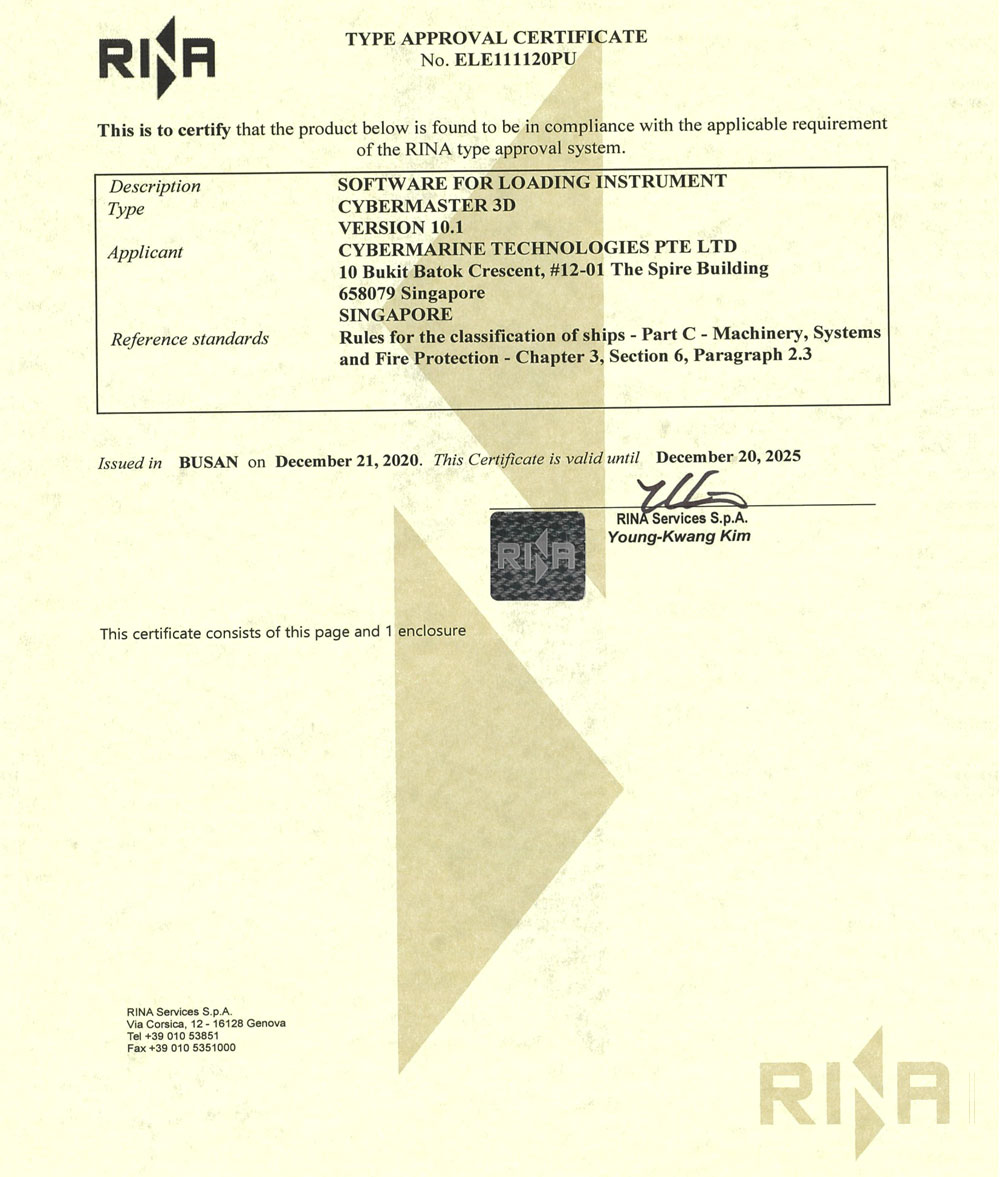 RINA
TYPE APPROVAL CERTIFICATE
No. ELE111120PU
This is to certify that the product below is found to be in compliance with the applicable requirement
of the RINA type approval system.
Description SOFTWARE FOR LOADING INSTRUMENT
Type CYBERMASTER 3D
VERSION 10.1
Applicant CYBERMARINE TECHNOLOGIES PTE LTD
10 Bukit Batok Crescent, #12-01 The Spire Building
658079 Singapore
SINGAPORE
Reference standards Rules for the classification of ships - Part C - Machinery, Systems
and Fire Protection - Chapter 3, Section 6, Paragraph 2.3
Issued in BUSAN on December 21, 2020. This Certificate is valid until December 20, 2025
RINA Services S.p.A.
Young-Kwang Kim
RINA
This certificate consists of this page and 1 enclosure
RINA Services S.p.A.
Via Corsica, 12 - 16128 Genova
Tel +39 010 53851
Fax +39 010 5351000
RINA